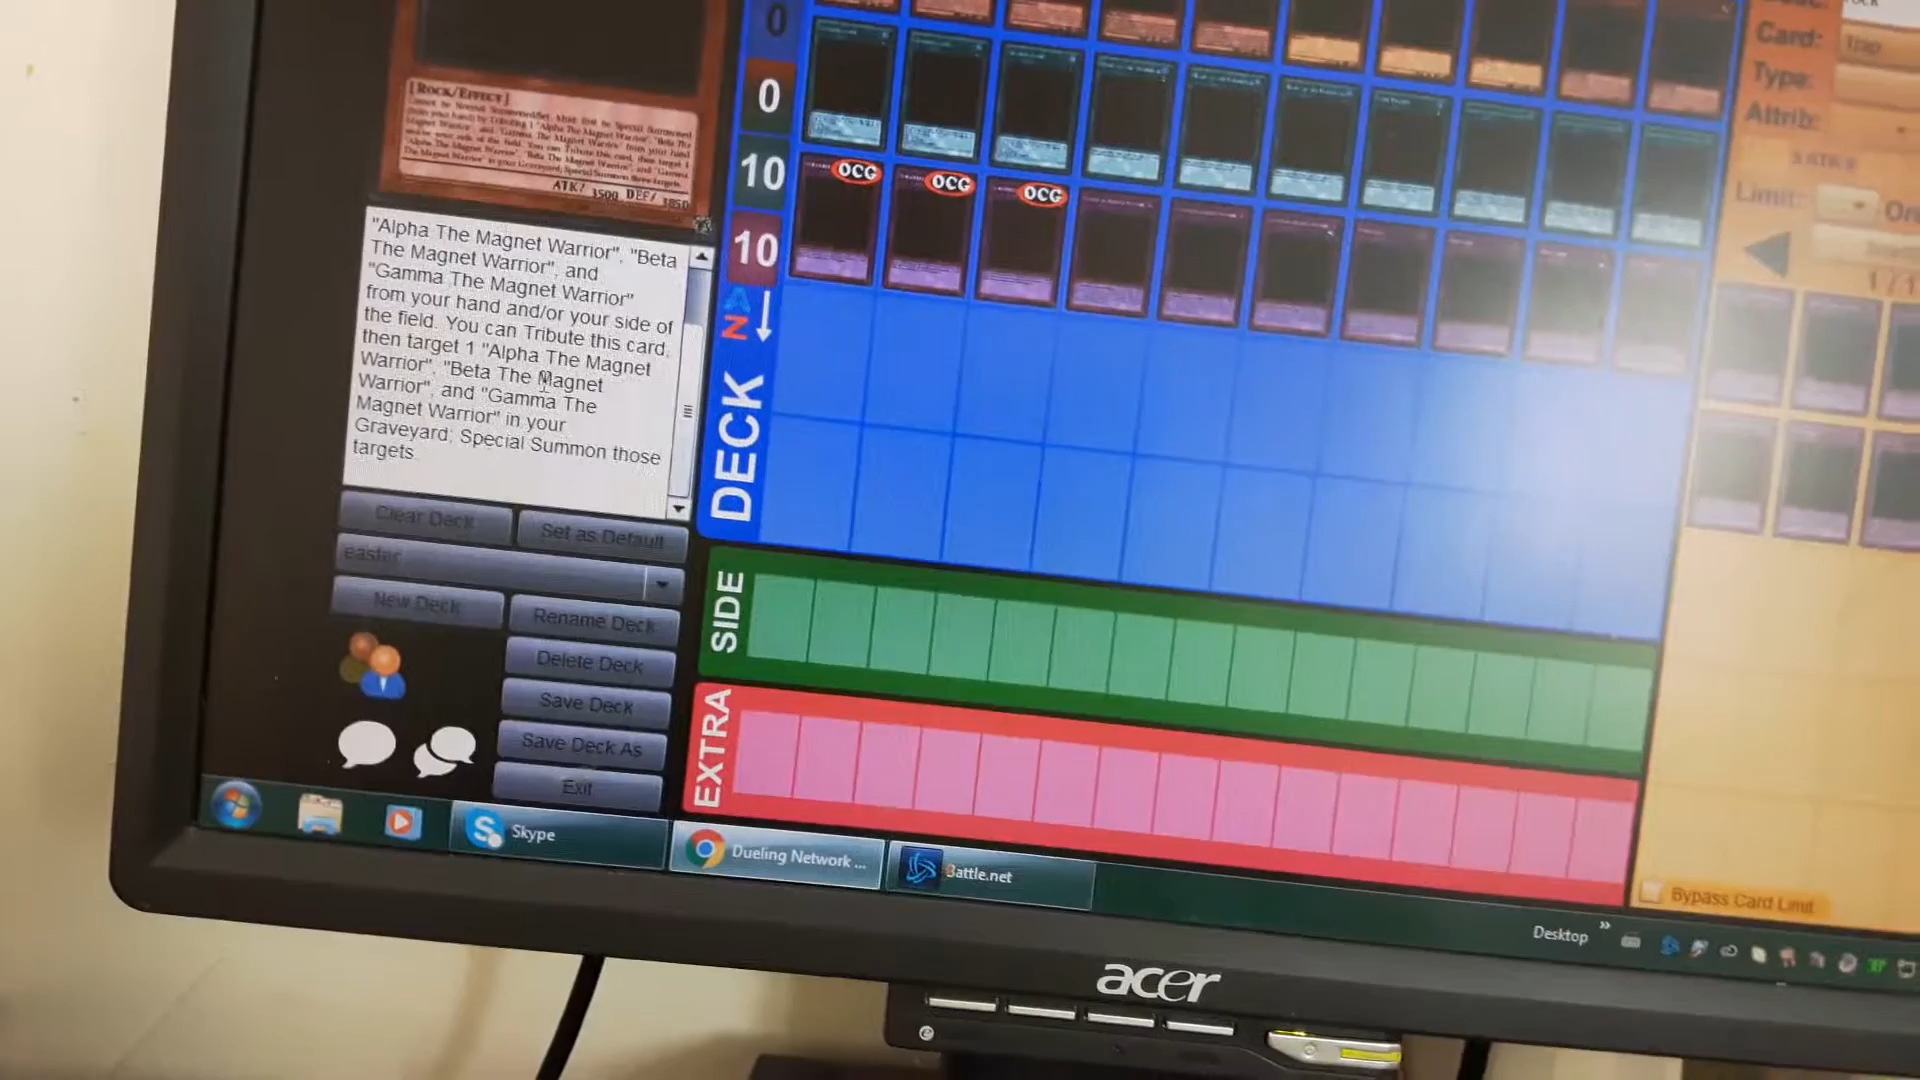 0
Card:
Trap
Type:
Attrib:
Limit:
0
10
10
OCG
OCG
OCG
A
Z
[ROCK/EFFECT]
ATK/ 3500 DEF/ 3850
"Alpha The Magnet Warrior", "Beta
The Magnet Warrior", and
"Gamma The Magnet Warrior"
from your hand and/or your side of
the field. You can Tribute this card,
then target 1 "Alpha The Magnet
Warrior", "Beta The Magnet
Warrior", and "Gamma The
Magnet Warrior" in your
Graveyard; Special Summon those
targets.
DECK
SIDE
EXTRA
Clear Deck
Set as Default
easter
New Deck
Rename Deck
Delete Deck
Save Deck
Save Deck As
Exit
Bypass Card Limit
Skype
Dueling Network ...
Battle.net
Desktop
acer